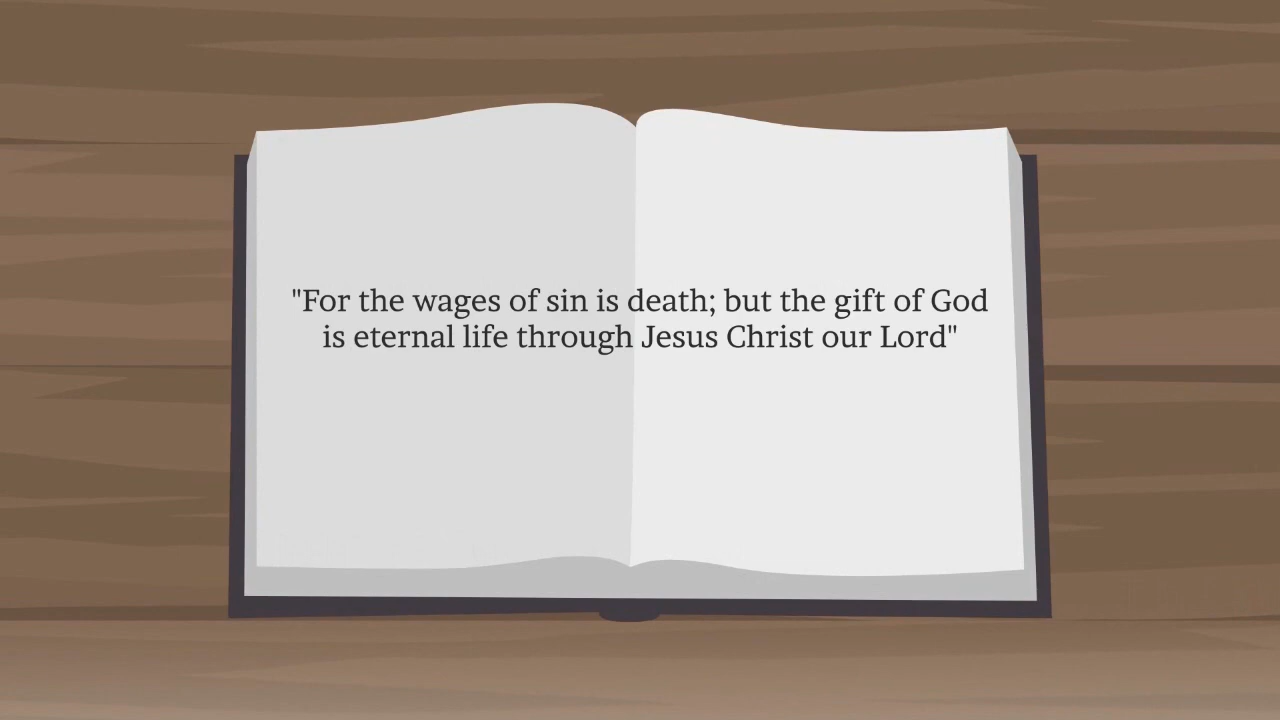 "For the wages of sin is death; but the gift of God
is eternal life through Jesus Christ our Lord"